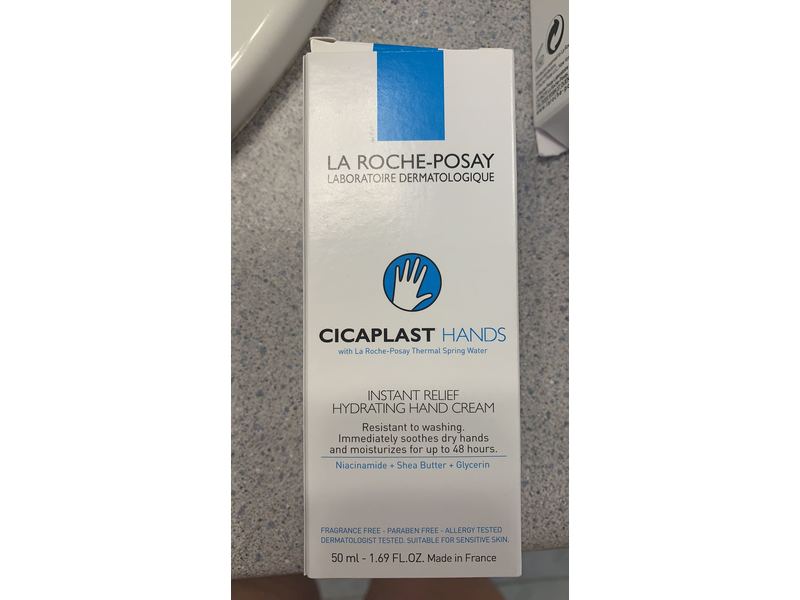 LA ROCHE-POSAY
LABORATOIRE DERMATOLOGIQUE
CICAPLAST HANDS
with La Roche-Posay Thermal Spring Water
INSTANT RELIEF
HYDRATING HAND CREAM
Resistant to washing.
Immediately soothes dry hands
and moisturizes for up to 48 hours.
Niacinamide + Shea Butter + Glycerin
FRAGRANCE FREE - PARABEN FREE - ALLERGY TESTED
DERMATOLOGIST TESTED. SUITABLE FOR SENSITIVE SKIN.
50 ml - 1.69 FL.OZ. Made in France